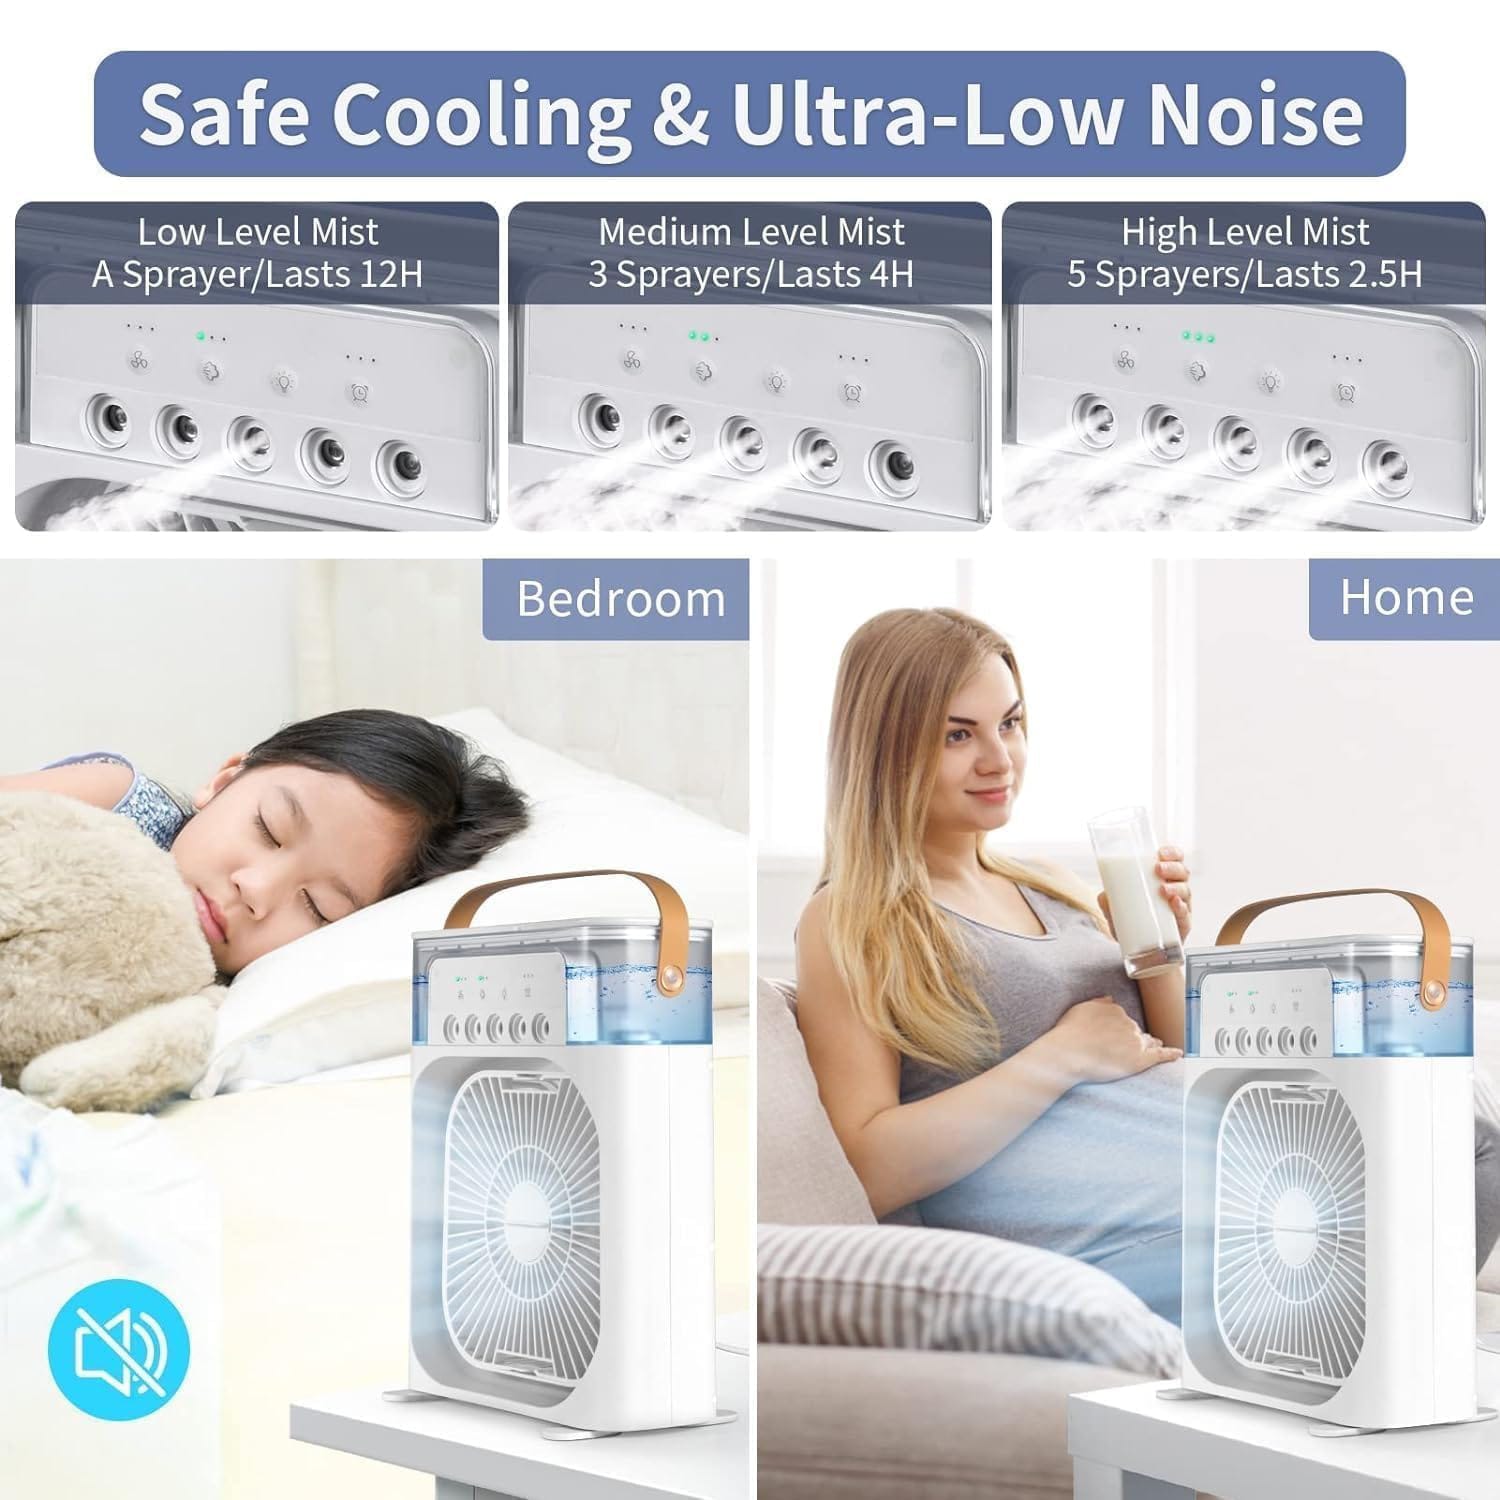 Safe Cooling & Ultra-Low Noise
Low Level Mist
A Sprayer/Lasts 12H
Medium Level Mist
3 Sprayers/Lasts 4H
High Level Mist
5 Sprayers/Lasts 2.5H
Bedroom
Home